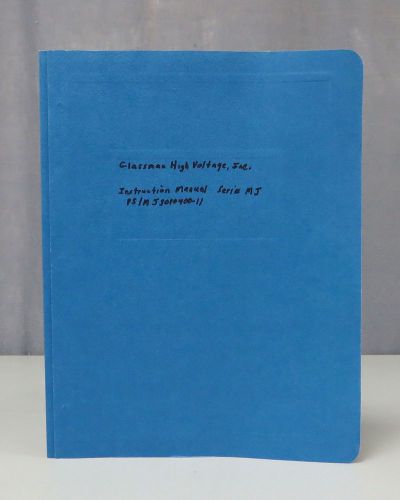 Glassman High Voltage, Inc.
Instruction Manual Series MJ
PS/MJ30P0400-11